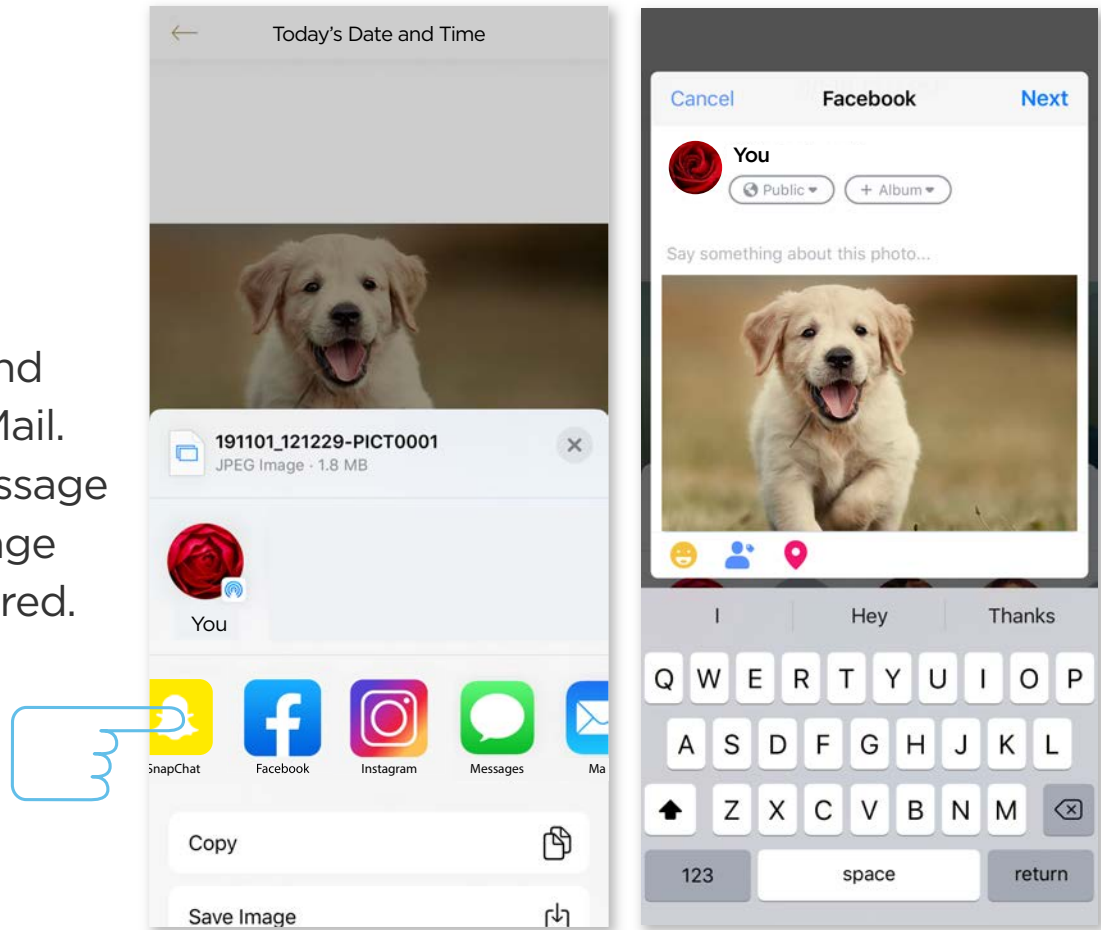 nd
Mail.
ssage
nge
red.
Today's Date and Time
191101_121229-PICT0001
JPEG Image · 1.8 MB
You
SnapChat Facebook Instagram Messages Ma
Copy
Save Image
Cancel Facebook Next
You
Public + Album
Say something about this photo...
I Hey Thanks
Q W E R T Y U I O P
A S D F G H J K L
Z X C V B N M
123 space return